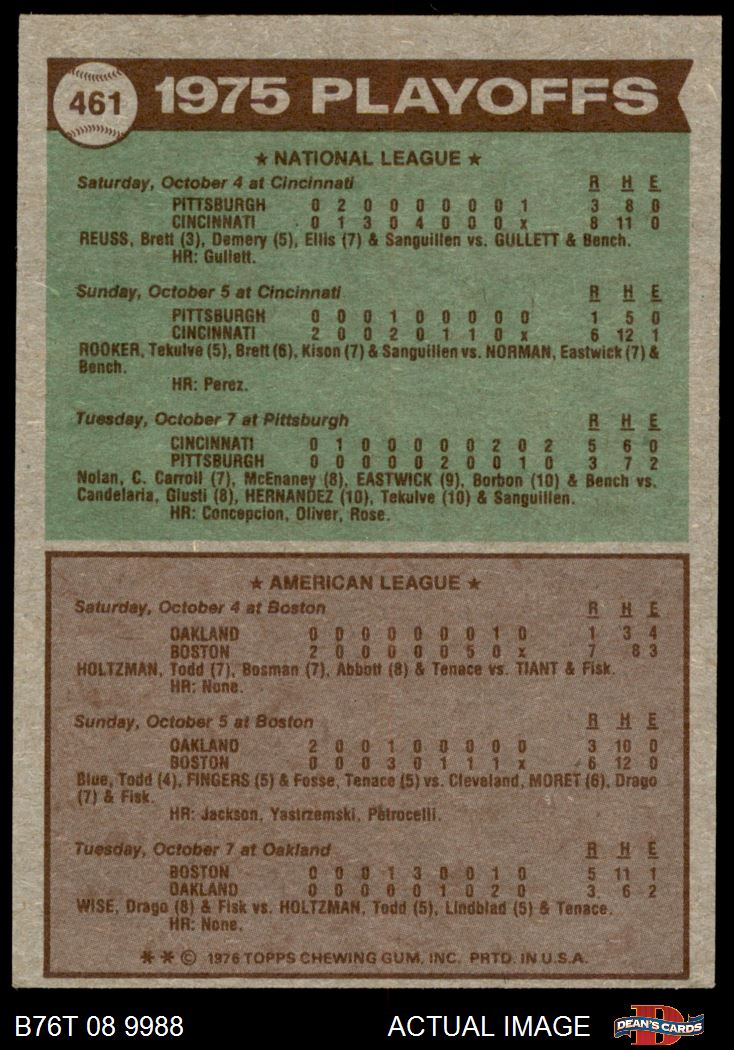 461 1975 PLAYOFFS
★ NATIONAL LEAGUE ★
Saturday, October 4 at Cincinnati R H E
PITTSBURGH 0 2 0 0 0 0 0 0 1 3 8 0
CINCINNATI 0 1 3 0 4 0 0 0 x 8 11 0
REUSS, Brett (3), Demery (5), Ellis (7) & Sanguillen vs. GULLETT & Bench.
HR: Gullett.
Sunday, October 5 at Cincinnati R H E
PITTSBURGH 0 0 0 1 0 0 0 0 0 1 5 0
CINCINNATI 2 0 0 2 0 1 1 0 x 6 12 1
ROOKER, Tekulve (5), Brett (6), Kison (7) & Sanguillen vs. NORMAN, Eastwick (7) &
Bench.
HR: Perez.
Tuesday, October 7 at Pittsburgh R H E
CINCINNATI 0 1 0 0 0 0 0 2 0 2 5 6 0
PITTSBURGH 0 0 0 0 0 2 0 0 1 0 3 7 2
Nolan, C. Carroll (7), McEnaney (8), EASTWICK (9), Borbon (10) & Bench vs.
Candelaria, Giusti (8), HERNANDEZ (10), Tekulve (10) & Sanguillen.
HR: Concepcion, Oliver, Rose.
★ AMERICAN LEAGUE ★
Saturday, October 4 at Boston R H E
OAKLAND 0 0 0 0 0 0 0 1 0 1 3 4
BOSTON 2 0 0 0 0 0 5 0 x 7 8 3
HOLTZMAN, Todd (7), Bosman (7), Abbott (8) & Tenace vs. TIANT & Fisk.
HR: None.
Sunday, October 5 at Boston R H E
OAKLAND 2 0 0 1 0 0 0 0 0 3 10 0
BOSTON 0 0 0 3 0 1 1 1 x 6 12 0
Blue, Todd (4), FINGERS (5) & Fosse, Tenace (5) vs. Cleveland, MORET (6), Drago
(7) & Fisk.
HR: Jackson, Yastrzemski, Petrocelli.
Tuesday, October 7 at Oakland R H E
BOSTON 0 0 0 1 3 0 0 1 0 5 11 1
OAKLAND 0 0 0 0 0 1 0 2 0 3 6 2
WISE, Drago (8) & Fisk vs. HOLTZMAN, Todd (5), Lindblad (5) & Tenace.
HR: None.
✱ ✱ © 1976 TOPPS CHEWING GUM, INC. PRTD. IN U.S.A.
B76T 08 9988 ACTUAL IMAGE DEAN'S CARDS